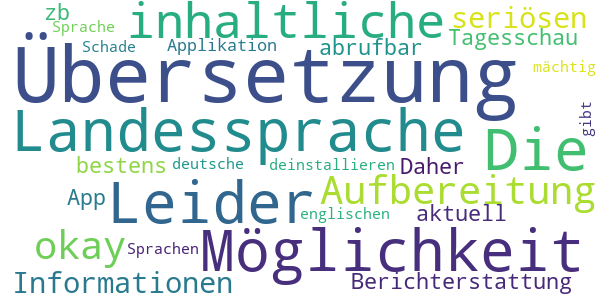 zb inhaltliche seriösen
Sprache Schade Applikation abrufbar Tagesschau
Übersetzung mächtig
Landessprache Die gibt
bestens deutsche deinstallieren Daher
App Leider Aufbereitung
englischen aktuell
okay Sprachen Möglichkeit
Informationen Berichterstattung